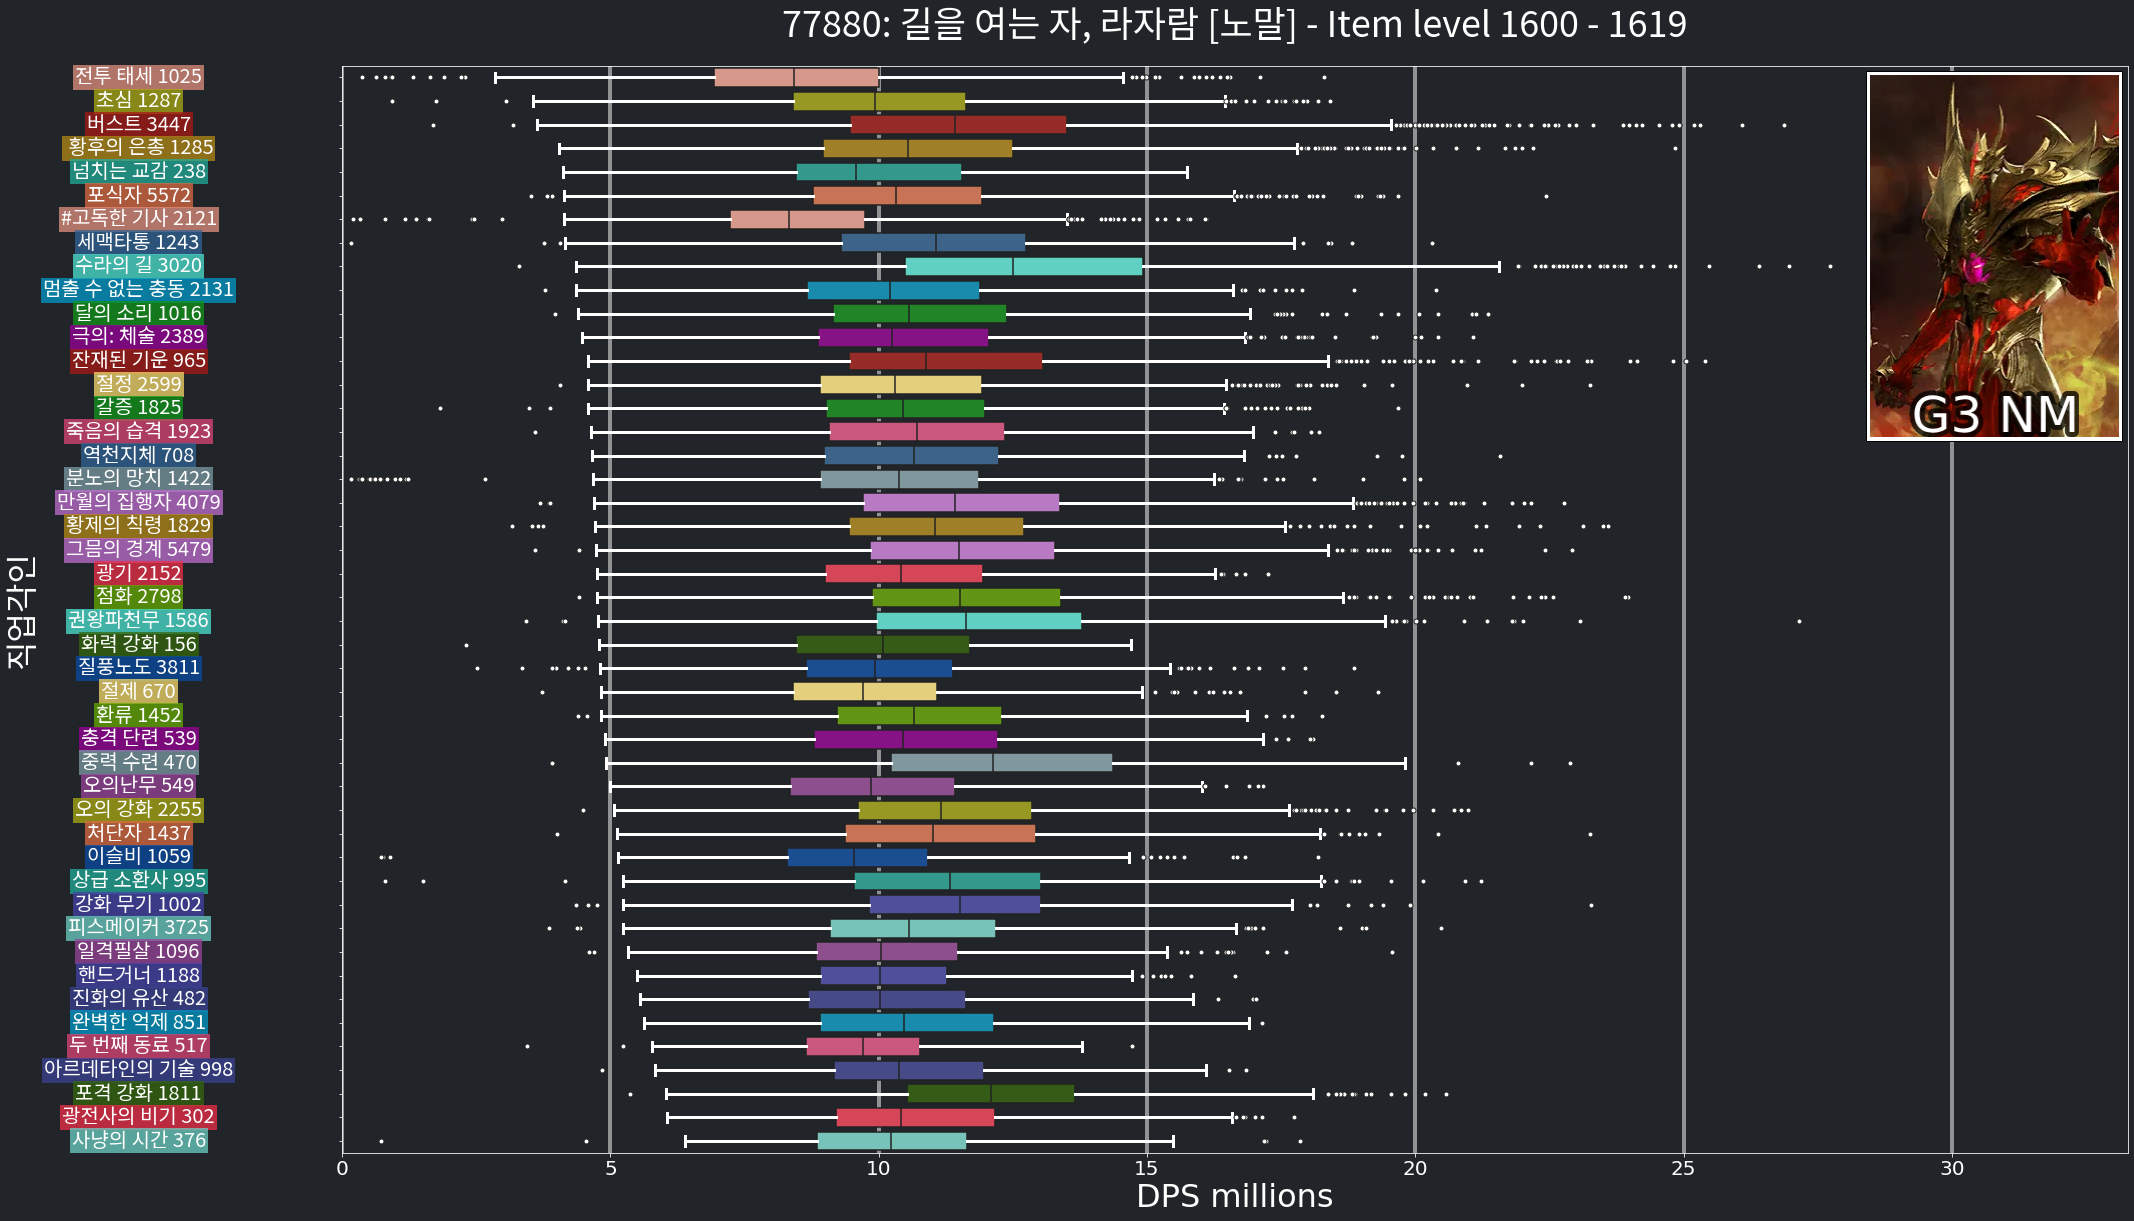 77880: 길을 여는 자, 라자람 [노말] - Item level 1600 - 1619
전투 태세 1025
초심 1287
버스트 3447
황후의 은총 1285
넘치는 교감 238
포식자 5572
#고독한 기사 2121
세맥타통 1243
수라의 길 3020
멈출 수 없는 충동 2131
달의 소리 1016
극의: 체술 2389
잔재된 기운 965
절정 2599
갈증 1825
죽음의 습격 1923
역천지체 708
분노의 망치 1422
만월의 집행자 4079
황제의 칙령 1829
그믐의 경계 5479
광기 2152
점화 2798
권왕파천무 1586
화력 강화 156
질풍노도 3811
절제 670
환류 1452
충격 단련 539
중력 수련 470
오의난무 549
오의 강화 2255
처단자 1437
이슬비 1059
상급 소환사 995
강화 무기 1002
피스메이커 3725
일격필살 1096
핸드거너 1188
진화의 유산 482
완벽한 억제 851
두 번째 동료 517
아르데타인의 기술 998
포격 강화 1811
광전사의 비기 302
사냥의 시간 376
직업각인
G3 NM
0 5 10 15 20 25 30
DPS millions